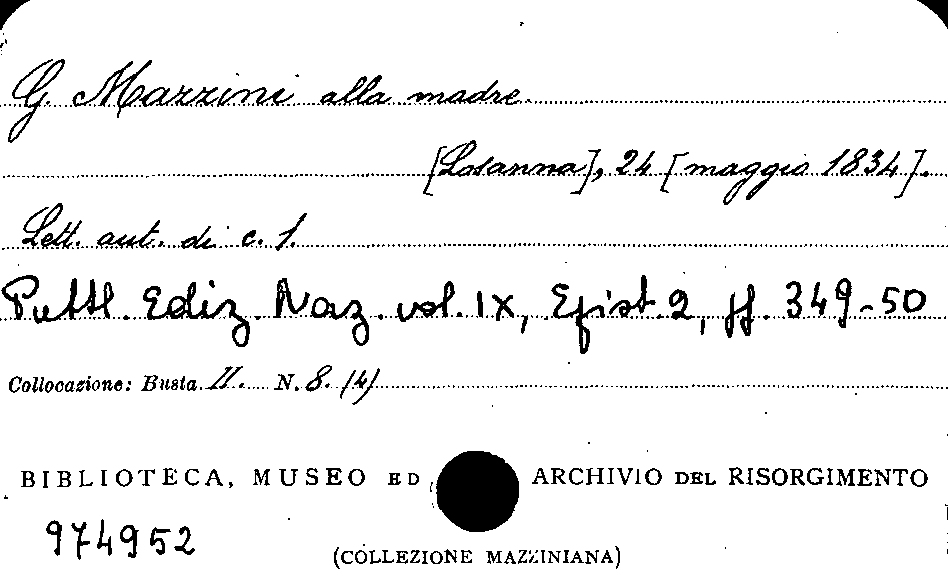 G. Mazzini alla madre
[Losanna], 24 [maggio 1834].
Lett. aut. di c. 1.
Pubbl. Ediz. Naz. vol. IX, Epist. 2, pp. 349-50
Collocazione: Busta II. N. 8. (4)
BIBLIOTECA, MUSEO ED ARCHIVIO DEL RISORGIMENTO
974952
(COLLEZIONE MAZZINIANA)